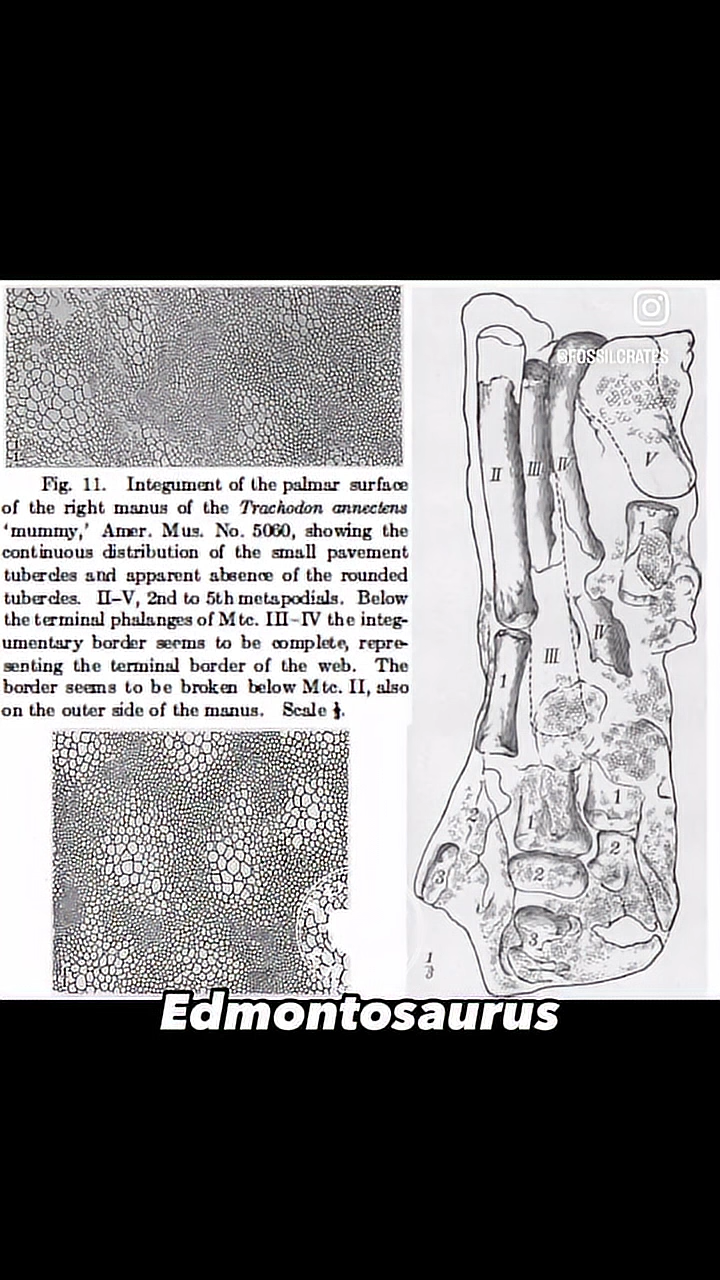 @FOSSILCRATES
Fig. 11. Integument of the palmar surface
of the right manus of the Trachodon annectens
'mummy,' Amer. Mus. No. 5060, showing the
continuous distribution of the small pavement
tubercles and apparent absence of the rounded
tubercles. II–V, 2nd to 5th metapodials. Below
the terminal phalanges of Mtc. III–IV the integ-
umentary border seems to be complete, repre-
senting the terminal border of the web. The
border seems to be broken below Mtc. II, also
on the outer side of the manus. Scale ⅓.
II
III
IV
V
1
IV
III
1
2
1
1
2
2
3
3
1/3
Edmontosaurus